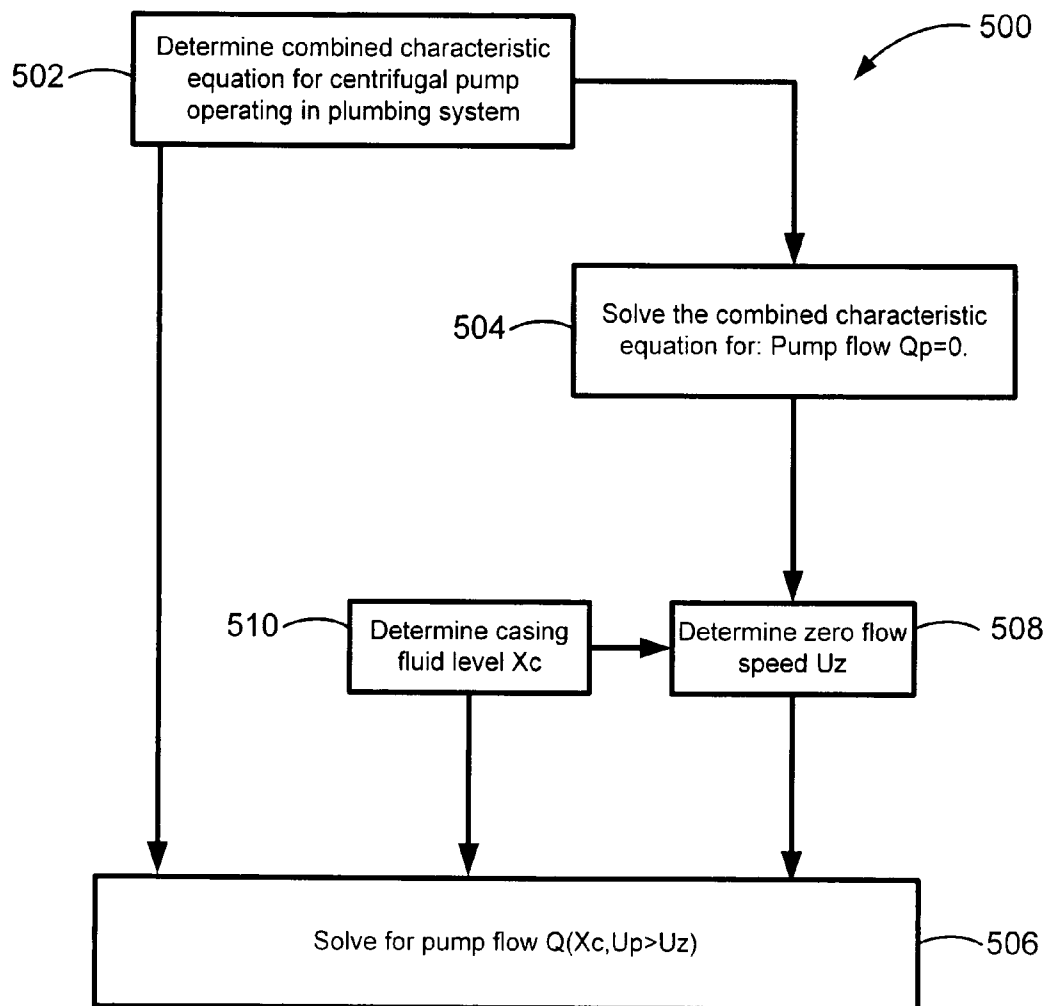 500
502
Determine combined characteristic
equation for centrifugal pump
operating in plumbing system
504
Solve the combined characteristic
equation for: Pump flow Qp=0.
510
Determine casing
fluid level Xc
Determine zero flow
speed Uz
508
Solve for pump flow Q(Xc,Up>Uz)
506